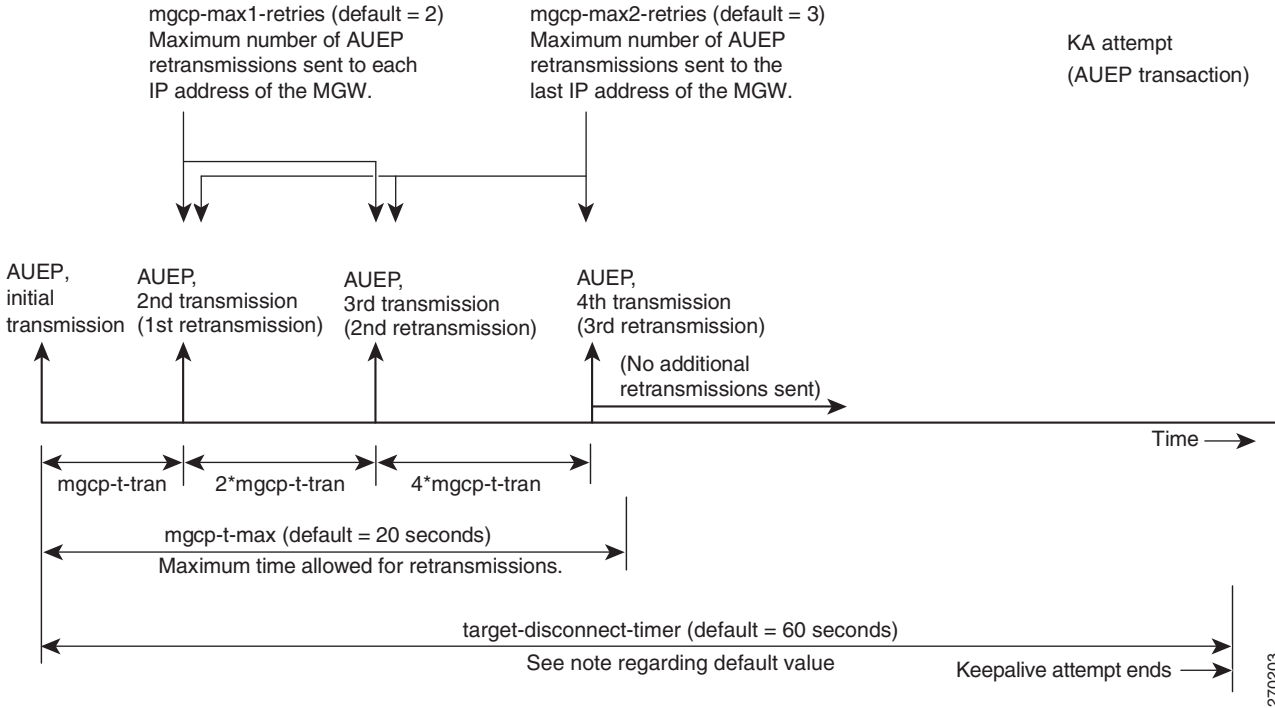 mgcp-max1-retries (default = 2)
Maximum number of AUEP
retransmissions sent to each
IP address of the MGW.
mgcp-max2-retries (default = 3)
Maximum number of AUEP
retransmissions sent to the
last IP address of the MGW.
KA attempt
(AUEP transaction)
AUEP,
initial
transmission
AUEP,
2nd transmission
(1st retransmission)
AUEP,
3rd transmission
(2nd retransmission)
AUEP,
4th transmission
(3rd retransmission)
(No additional
retransmissions sent)
Time
mgcp-t-tran
2*mgcp-t-tran
4*mgcp-t-tran
mgcp-t-max (default = 20 seconds)
Maximum time allowed for retransmissions.
target-disconnect-timer (default = 60 seconds)
See note regarding default value
Keepalive attempt ends
270203